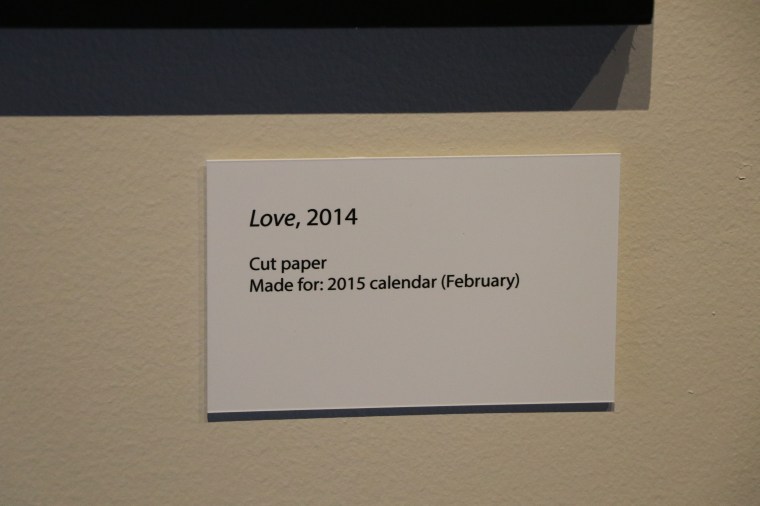 Love, 2014
Cut paper
Made for: 2015 calendar (February)